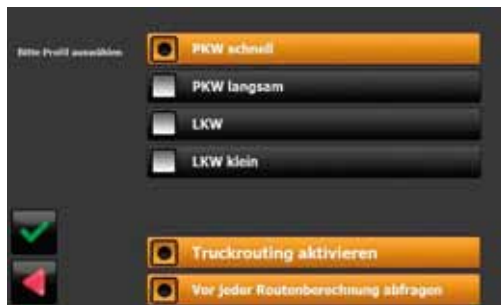 Bitte Profil auswählen
PKW schnell
PKW langsam
LKW
LKW klein
Truckrouting aktivieren
Vor jeder Routenberechnung abfragen